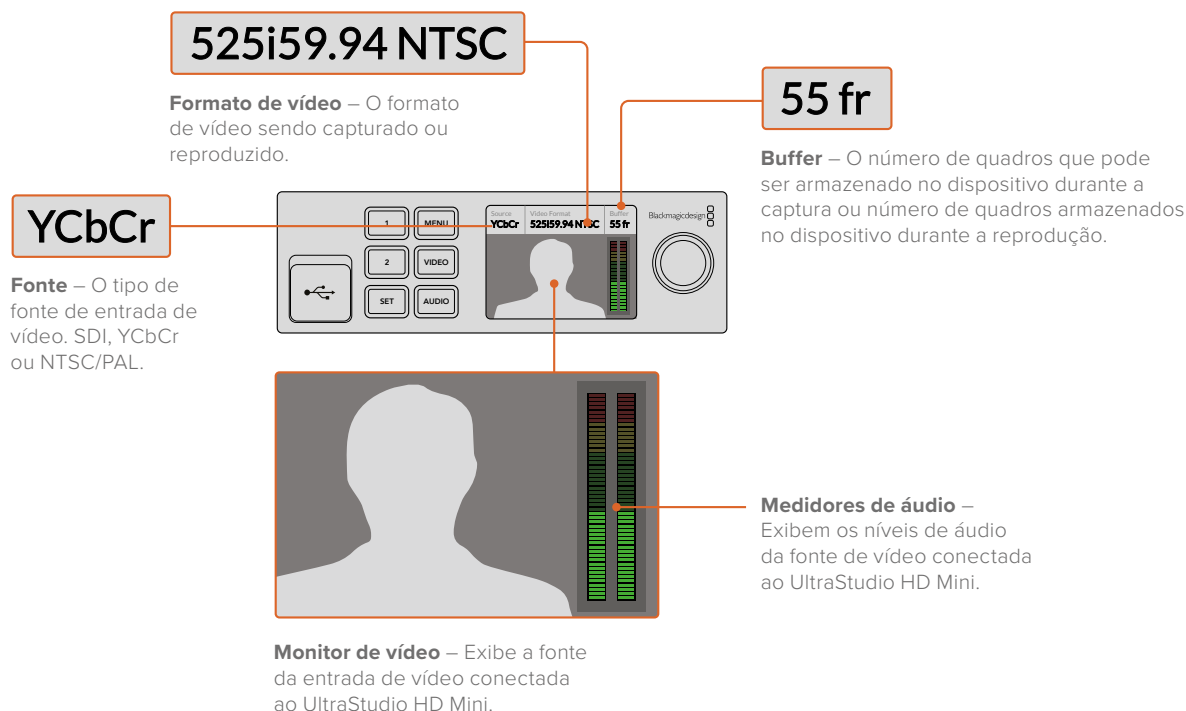 525i59.94 NTSC
Formato de vídeo – O formato
de vídeo sendo capturado ou
reproduzido.
55 fr
Buffer – O número de quadros que pode
ser armazenado no dispositivo durante a
captura ou número de quadros armazenados
no dispositivo durante a reprodução.
YCbCr
Fonte – O tipo de
fonte de entrada de
vídeo. SDI, YCbCr
ou NTSC/PAL.
1
MENU
2
VIDEO
SET
AUDIO
Source
YCbCr
Video Format
525i59.94 NTSC
Buffer
55 fr
Blackmagicdesign
Medidores de áudio –
Exibem os níveis de áudio
da fonte de vídeo conectada
ao UltraStudio HD Mini.
Monitor de vídeo – Exibe a fonte
da entrada de vídeo conectada
ao UltraStudio HD Mini.